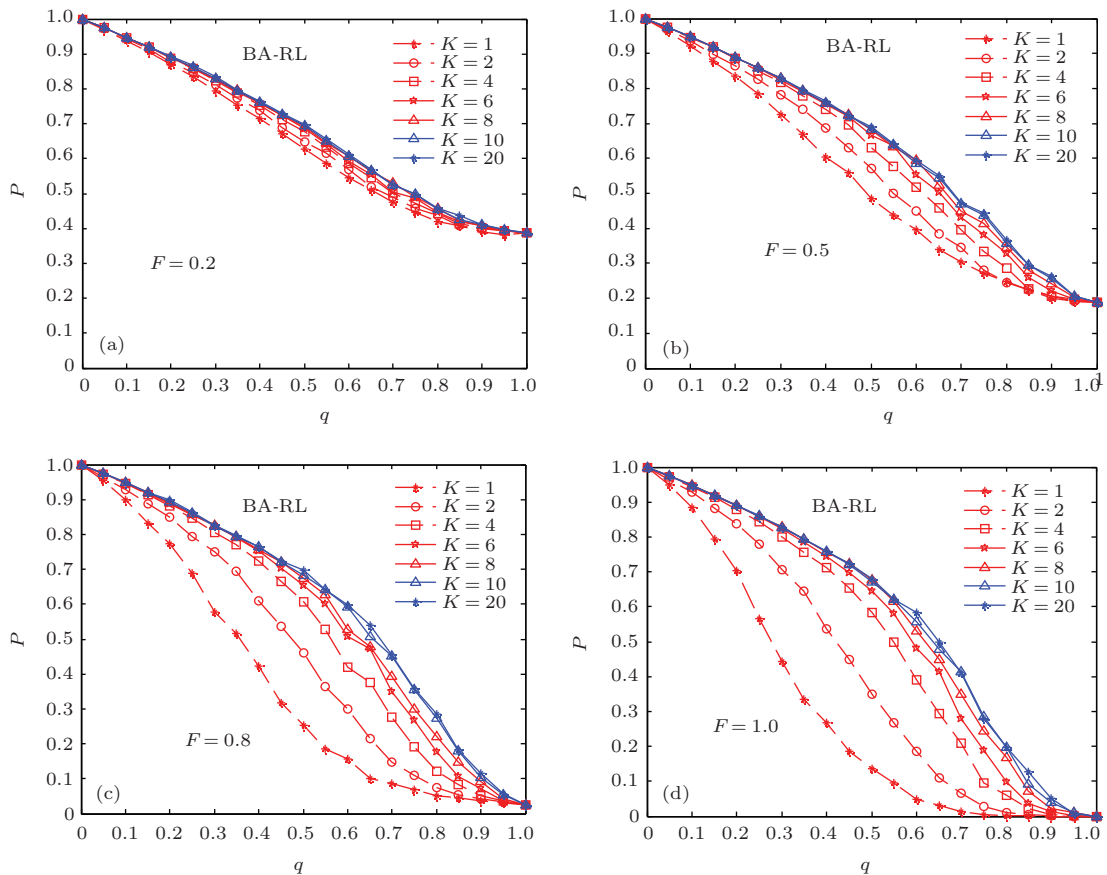 1.0
0.9
0.8
0.7
0.6
0.5
0.4
0.3
0.2
0.1
0
P
BA-RL
K = 1
K = 2
K = 4
K = 6
K = 8
K = 10
K = 20
F = 0.2
(a)
0 0.1 0.2 0.3 0.4 0.5 0.6 0.7 0.8 0.9 1.0
q
1.0
0.9
0.8
0.7
0.6
0.5
0.4
0.3
0.2
0.1
0
P
BA-RL
K = 1
K = 2
K = 4
K = 6
K = 8
K = 10
K = 20
F = 0.5
(b)
0 0.1 0.2 0.3 0.4 0.5 0.6 0.7 0.8 0.9 1.0
1
q
1.0
0.9
0.8
0.7
0.6
0.5
0.4
0.3
0.2
0.1
0
P
BA-RL
K = 1
K = 2
K = 4
K = 6
K = 8
K = 10
K = 20
F = 0.8
(c)
0 0.1 0.2 0.3 0.4 0.5 0.6 0.7 0.8 0.9 1.0
q
1.0
0.9
0.8
0.7
0.6
0.5
0.4
0.3
0.2
0.1
0
P
BA-RL
K = 1
K = 2
K = 4
K = 6
K = 8
K = 10
K = 20
F = 1.0
(d)
0 0.1 0.2 0.3 0.4 0.5 0.6 0.7 0.8 0.9 1.0
q